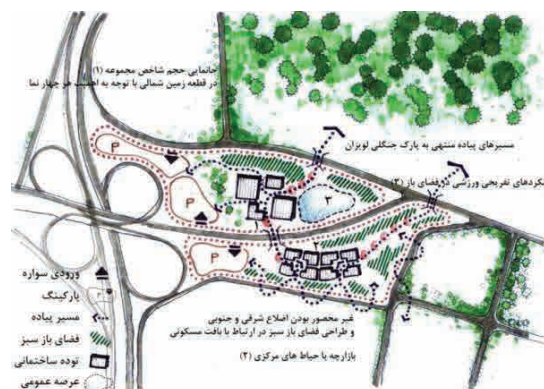 جانمایی حجم شاخص مجموعه (۱)
در قطعه زمین شمالی با توجه به اهمیت هر چهار نما
مسیرهای پیاده منتهی به پارک جنگلی لویزان
عملکردهای تفریحی ورزشی در فضای باز (۳)
P
P
۳
P
۲
ورودی سواره
پارکینگ
مسیر پیاده
فضای باز سبز
توده ساختمانی
عرصه عمومی
غیر محصور بودن اضلاع شرقی و جنوبی
و طراحی فضای باز سبز در ارتباط با بافت مسکونی
بازارچه با حیاط های مرکزی (۲)